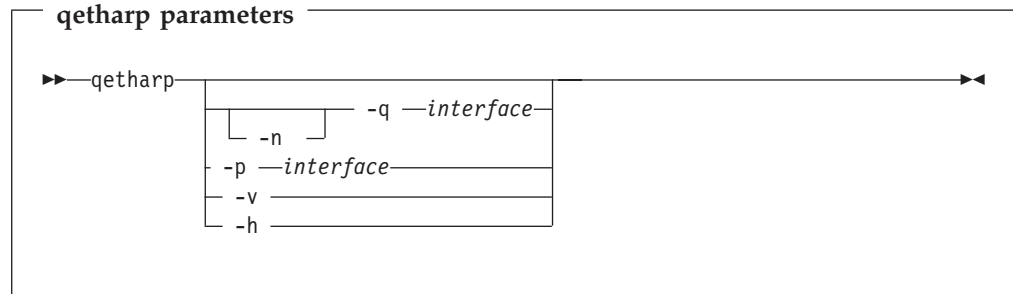 qetharp parameters
qetharp
-q interface
-n
-p interface
-v
-h